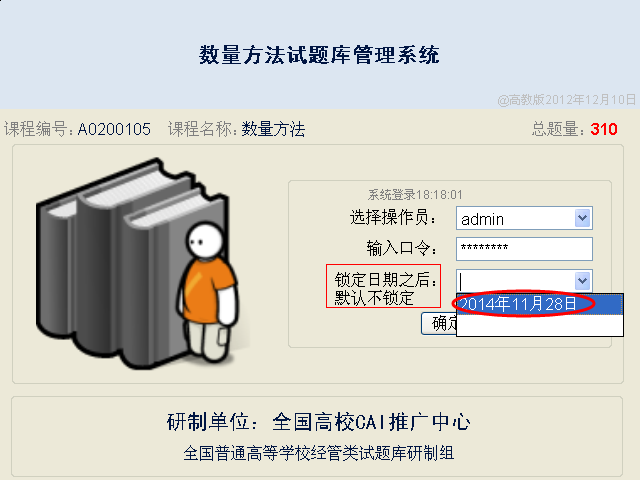 数量方法试题库管理系统
@高教版2012年12月10日
课程编号: A0200105 课程名称: 数量方法 总题量: 310
系统登录18:18:01
选择操作员: admin
输入口令: ********
锁定日期之后:
默认不锁定
2014年11月28日
确定
研制单位: 全国高校CAI推广中心
全国普通高等学校经管类试题库研制组